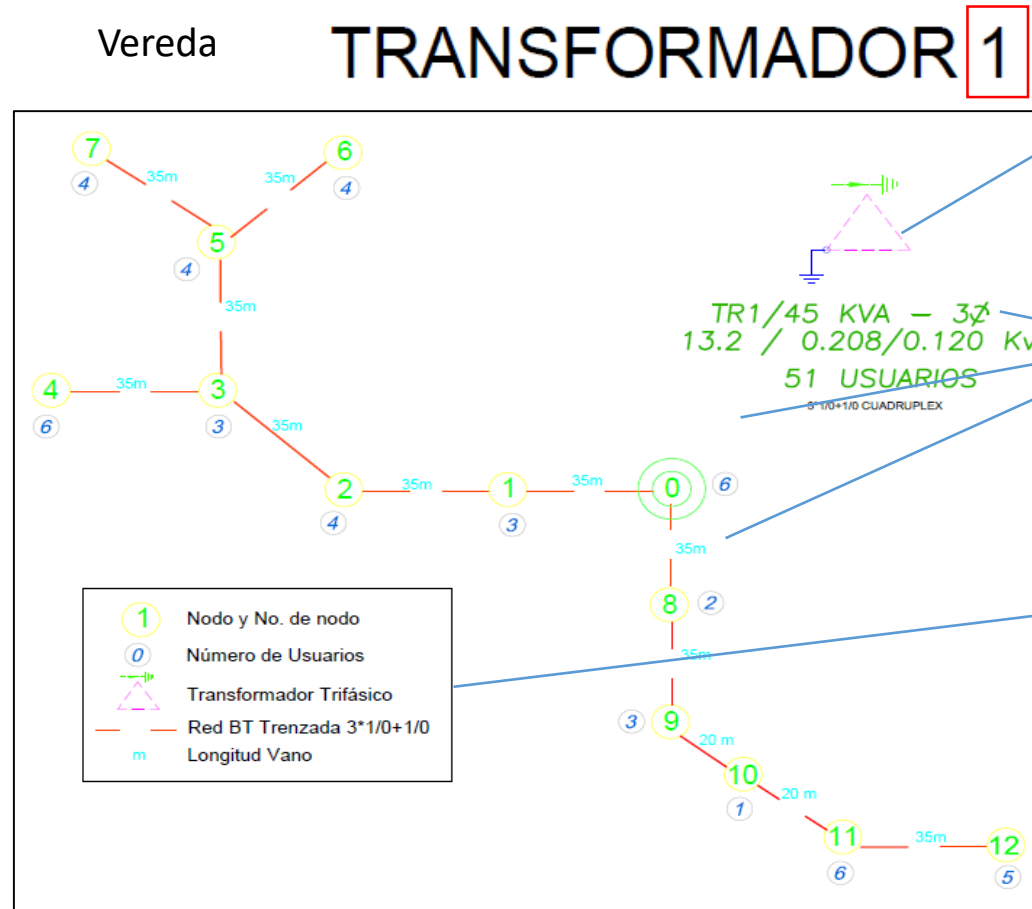 Vereda TRANSFORMADOR 1
7
6
4
35m
35m
4
5
4
35m
TR1/45 KVA – 3Ø
13.2 / 0.208/0.120 Kv
51 USUARIOS
3*1/0+1/0 CUADRUPLEX
4
35m
3
6
3
35m
2
35m
1
35m
0
6
4
3
35m
8
2
35m
3
9
20 m
10
1
20 m
11
35m
12
6
5
1 Nodo y No. de nodo
0 Número de Usuarios
Transformador Trifásico
Red BT Trenzada 3*1/0+1/0
m Longitud Vano